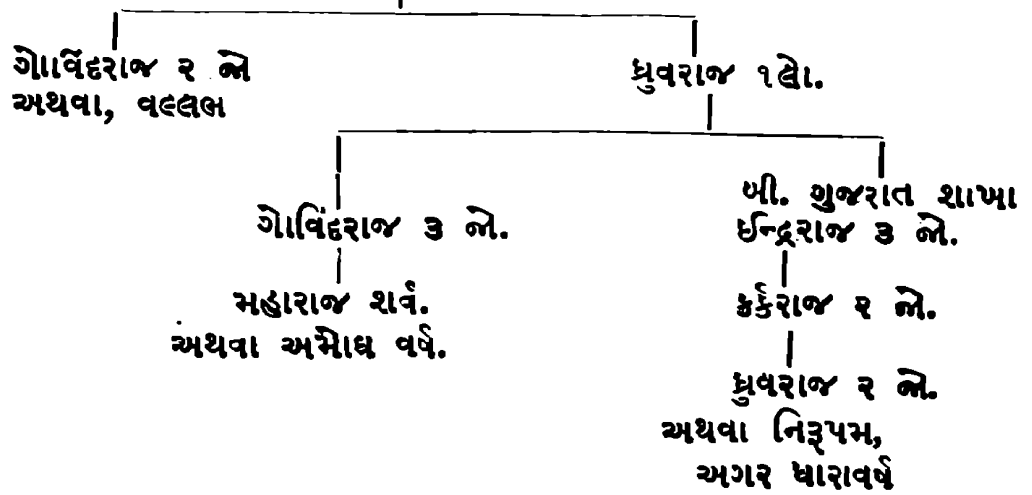 ગોવિંદરાજ ૨ જો
અથવા, વલ્લભ
ધ્રુવરાજ ૧લો.
ગોવિંદરાજ ૩ જો.
મહારાજ શર્વ.
અથવા અમોઘ વર્ષ.
બી. ગુજરાત શાખા
ઈન્દ્રરાજ ૩ જો.
કર્કરાજ ૨ જો.
ધ્રુવરાજ ૨ જો.
અથવા નિરૂપમ,
અગર ધારાવર્ષ